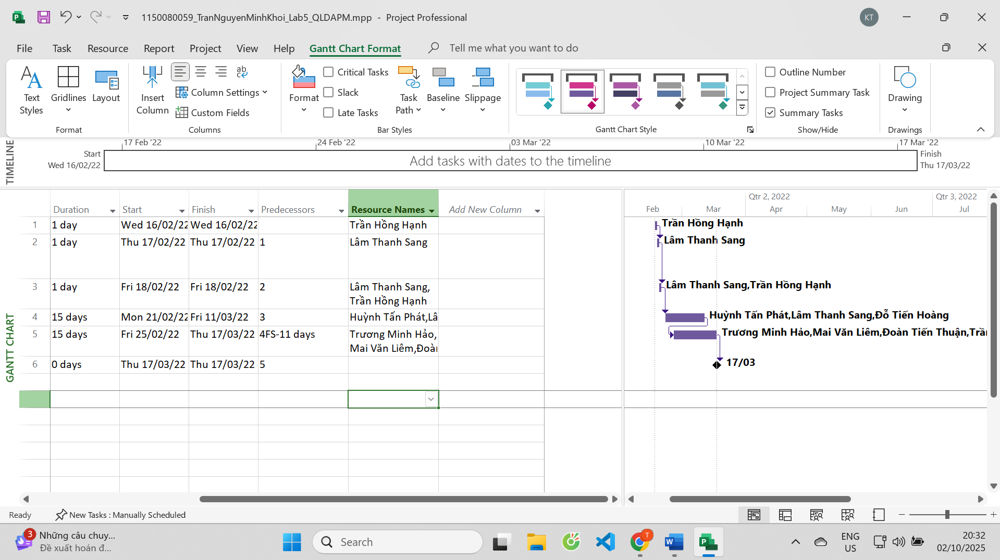 1150080059_TranNguyenMinhKhoi_Lab5_QLDAPM.mpp - Project Professional
KT
File Task Resource Report Project View Help Gantt Chart Format Tell me what you want to do
Text Styles
Gridlines
Layout
Format
Insert Column
Column Settings
Custom Fields
Columns
Format
Critical Tasks
Slack
Late Tasks
Task Path
Baseline
Slippage
Bar Styles
Gantt Chart Style
Outline Number
Project Summary Task
Summary Tasks
Show/Hide
Drawing
Drawings
TIMELINE
17 Feb '22 24 Feb '22 03 Mar '22 10 Mar '22 17 Mar '22
Start
Wed 16/02/22
Add tasks with dates to the timeline
Finish
Thu 17/03/22
GANTT CHART
Duration Start Finish Predecessors Resource Names Add New Column
1 1 day Wed 16/02/22 Wed 16/02/22 Trần Hồng Hạnh
2 1 day Thu 17/02/22 Thu 17/02/22 1 Lâm Thanh Sang
3 1 day Fri 18/02/22 Fri 18/02/22 2 Lâm Thanh Sang,
Trần Hồng Hạnh
4 15 days Mon 21/02/22 Fri 11/03/22 3 Huỳnh Tấn Phát,Lâ
5 15 days Fri 25/02/22 Thu 17/03/22 4FS-11 days Trương Minh Hảo,
Mai Văn Liêm,Đoàn
6 0 days Thu 17/03/22 Thu 17/03/22 5
Qtr 2, 2022 Qtr 3, 2022
Feb Mar Apr May Jun Jul
Trần Hồng Hạnh
Lâm Thanh Sang
Lâm Thanh Sang,Trần Hồng Hạnh
Huỳnh Tấn Phát,Lâm Thanh Sang,Đỗ Tiến Hoàng
Trương Minh Hảo,Mai Văn Liêm,Đoàn Tiến Thuận,Trần
17/03
Ready New Tasks : Manually Scheduled
3
Những câu chuy...
Đề xuất hoán đ...
Search
T
ENG
US
20:32
02/10/2025